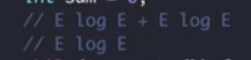 int sum = 0;
// E log E + E log E
// E log E